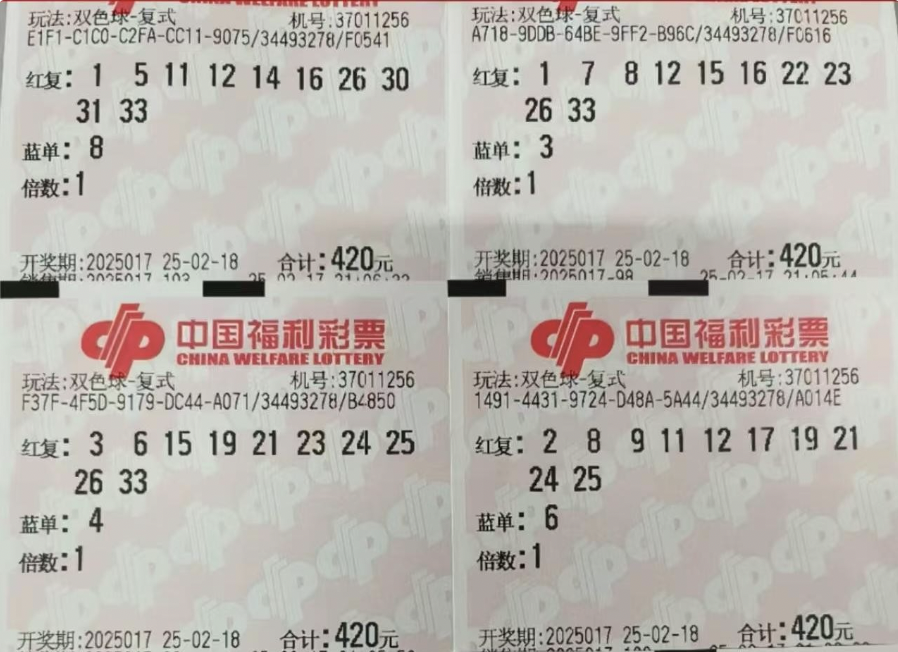 玩法:双色球-复式 机号:37011256
E1F1-C1C0-C2FA-CC11-9075/34493278/F0541
红复: 1 5 11 12 14 16 26 30
31 33
蓝单: 8
倍数:1
开奖期:2025017 25-02-18 合计:420元
玩法:双色球-复式 机号:37011256
A718-9DDB-64BE-9FF2-B96C/34493278/F0616
红复: 1 7 8 12 15 16 22 23
26 33
蓝单: 3
倍数:1
开奖期:2025017 25-02-18 合计:420元
销售期:2025017-98 25-02-17 21:05:44
中国福利彩票
CHINA WELFARE LOTTERY
玩法:双色球-复式 机号:37011256
F37F-4F5D-9179-DC44-A071/34493278/B4850
红复: 3 6 15 19 21 23 24 25
26 33
蓝单: 4
倍数:1
开奖期:2025017 25-02-18 合计:420元
中国福利彩票
CHINA WELFARE LOTTERY
玩法:双色球-复式 机号:37011256
1491-4431-9724-D48A-5A44/34493278/A014E
红复: 2 8 9 11 12 17 19 21
24 25
蓝单: 6
倍数:1
开奖期:2025017 25-02-18 合计:420元